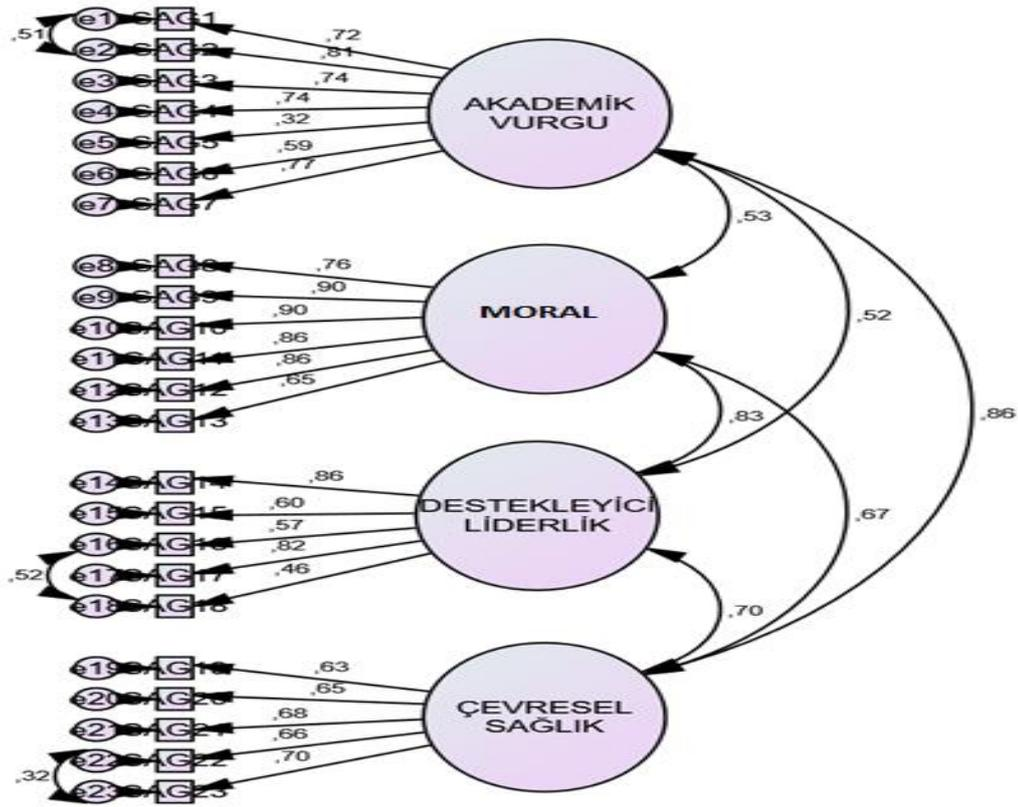 ,51
e1 SAG1
e2 SAG2
e3 SAG3
e4 SAG4
e5 SAG5
e6 SAG6
e7 SAG7
,72
,81
,74
,74
,32
,59
,77
AKADEMİK
VURGU
,53
e8 SAG8
e9 SAG9
e10 SAG10
e11 SAG11
e12 SAG12
e13 SAG13
,76
,90
,90
,86
,86
,65
MORAL
,52
,83
,86
e14 SAG14
e15 SAG15
e16 SAG16
e17 SAG17
e18 SAG18
,52
,86
,60
,57
,82
,46
DESTEKLEYİCİ
LİDERLİK
,67
,70
e19 SAG19
e20 SAG20
e21 SAG21
e22 SAG22
e23 SAG23
,32
,63
,65
,68
,66
,70
ÇEVRESEL
SAĞLIK